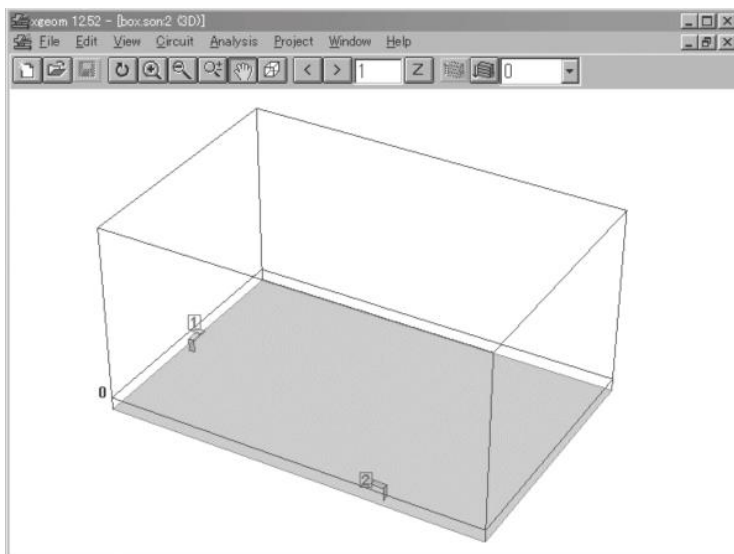 xgeom 12.52 - [box.son:2 (3D)]
File Edit View Circuit Analysis Project Window Help
1 Z 0
1
0
2